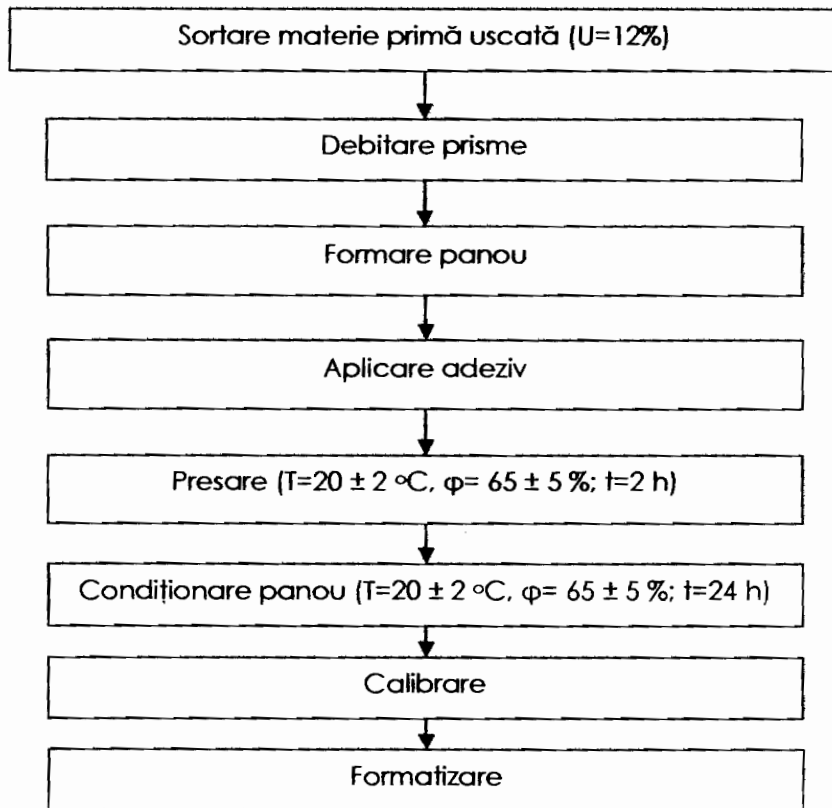 Sortare materie primă uscată (U=12%)
Debitare prisme
Formare panou
Aplicare adeziv
Presare (T=20 ± 2 °C, φ= 65 ± 5 %; t=2 h)
Condiționare panou (T=20 ± 2 °C, φ= 65 ± 5 %; t=24 h)
Calibrare
Formatizare